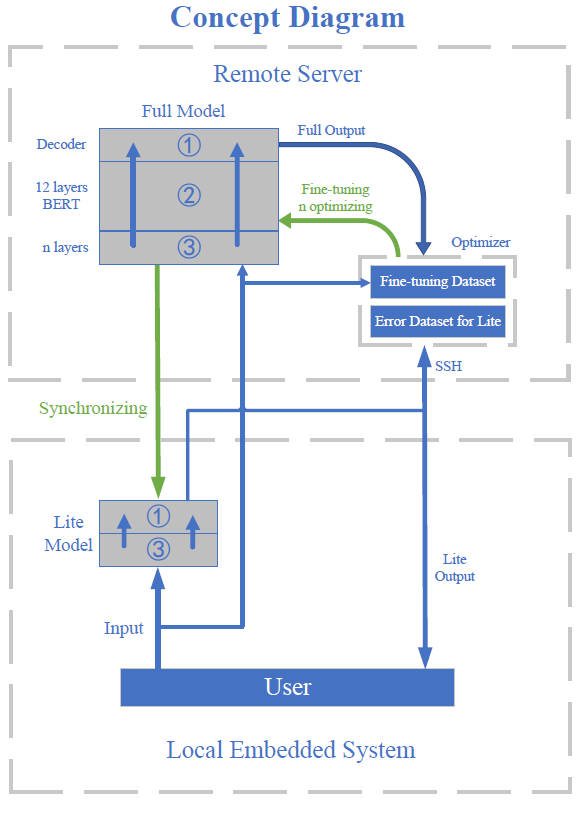 Concept Diagram
Remote Server
Full Model
Decoder
①
Full Output
12 layers
BERT
②
Fine-tuning
n optimizing
n layers
③
Optimizer
Fine-tuning Dataset
Error Dataset for Lite
SSH
Synchronizing
Lite
Model
①
③
Lite
Output
Input
User
Local Embedded System